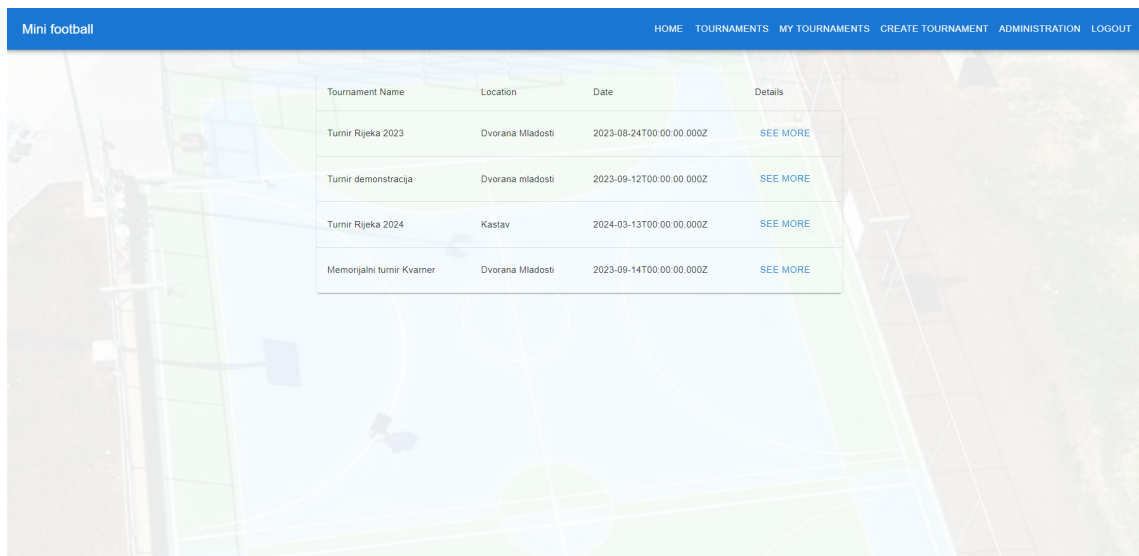 Mini football HOME TOURNAMENTS MY TOURNAMENTS CREATE TOURNAMENT ADMINISTRATION LOGOUT
Tournament Name Location Date Details
Turnir Rijeka 2023 Dvorana Mladosti 2023-08-24T00:00:00.000Z SEE MORE
Turnir demonstracija Dvorana mladosti 2023-09-12T00:00:00.000Z SEE MORE
Turnir Rijeka 2024 Kastav 2024-03-13T00:00:00.000Z SEE MORE
Memorijalni turnir Kvarner Dvorana Mladosti 2023-09-14T00:00:00.000Z SEE MORE